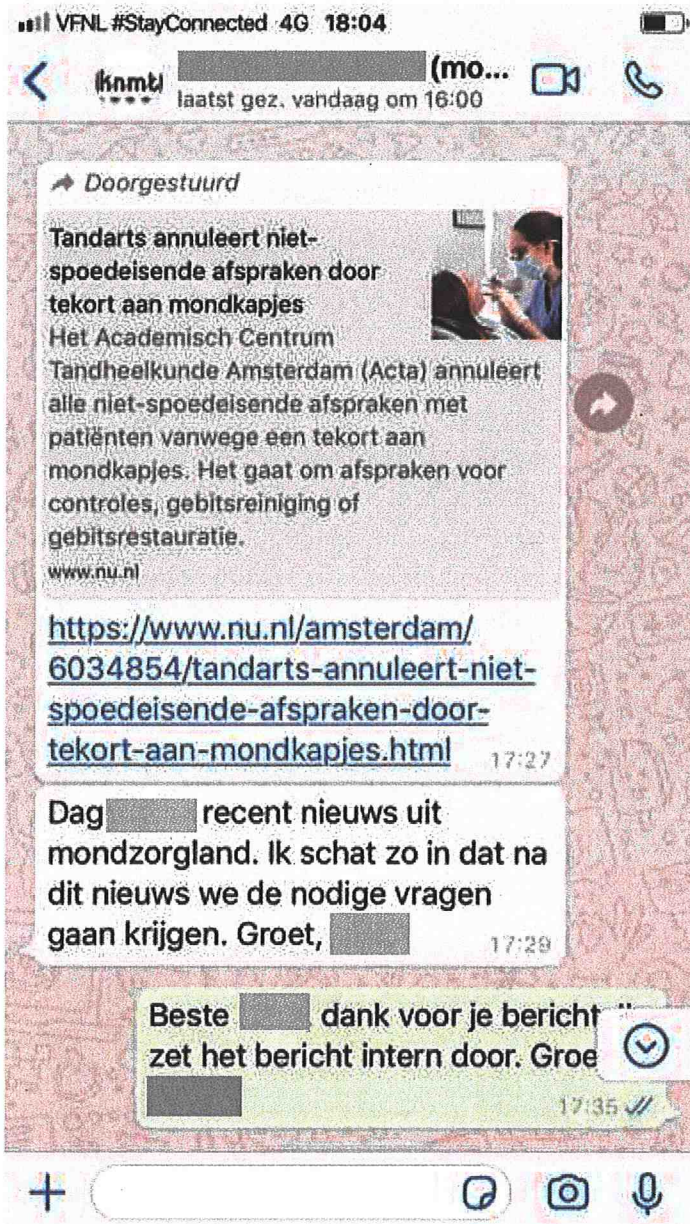 VFNL #StayConnected 4G 18:04
knmt (mo...
laatst gez. vandaag om 16:00
Doorgestuurd
Tandarts annuleert niet-
spoedeisende afspraken door
tekort aan mondkapjes
Het Academisch Centrum
Tandheelkunde Amsterdam (Acta) annuleert
alle niet-spoedeisende afspraken met
patiënten vanwege een tekort aan
mondkapjes. Het gaat om afspraken voor
controles, gebitsreiniging of
gebitsrestauratie.
www.nu.nl
https://www.nu.nl/amsterdam/
6034854/tandarts-annuleert-niet-
spoedeisende-afspraken-door-
tekort-aan-mondkapjes.html 17:27
Dag recent nieuws uit
mondzorgland. Ik schat zo in dat na
dit nieuws we de nodige vragen
gaan krijgen. Groet, 17:29
Beste dank voor je bericht
zet het bericht intern door. Groe
17:35